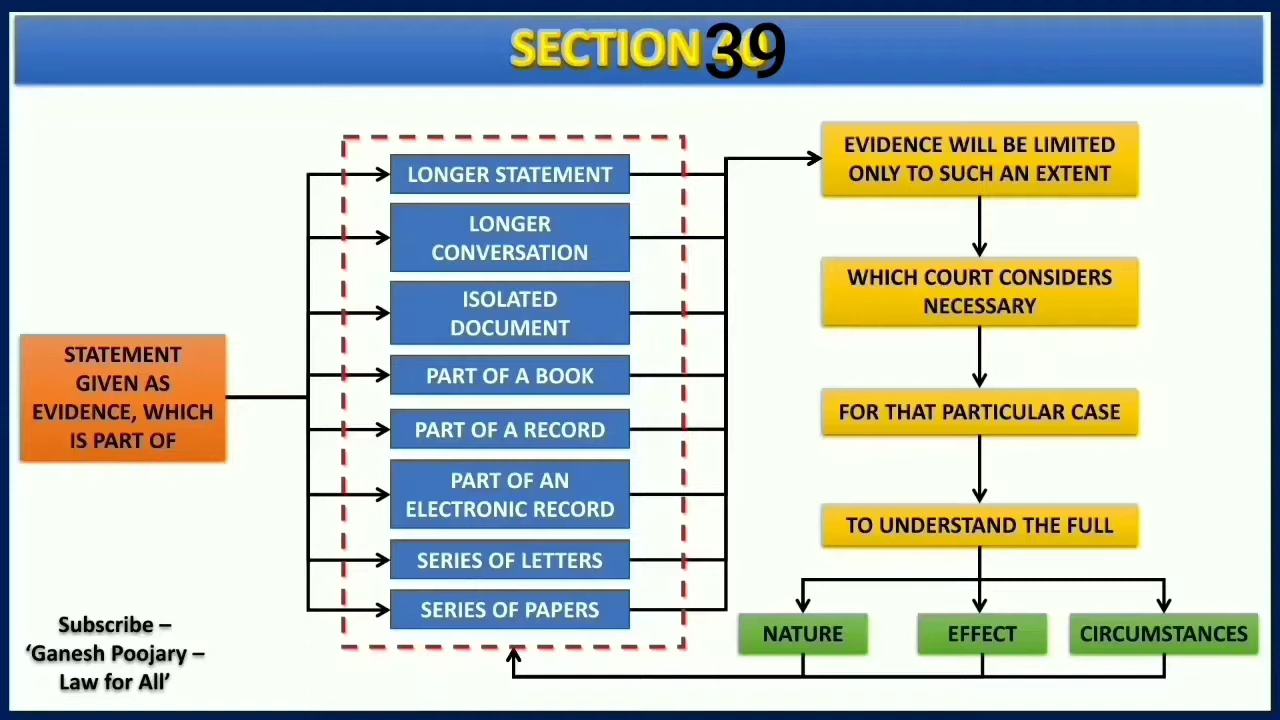 SECTION 39
STATEMENT
GIVEN AS
EVIDENCE, WHICH
IS PART OF
LONGER STATEMENT
LONGER
CONVERSATION
ISOLATED
DOCUMENT
PART OF A BOOK
PART OF A RECORD
PART OF AN
ELECTRONIC RECORD
SERIES OF LETTERS
SERIES OF PAPERS
EVIDENCE WILL BE LIMITED
ONLY TO SUCH AN EXTENT
WHICH COURT CONSIDERS
NECESSARY
FOR THAT PARTICULAR CASE
TO UNDERSTAND THE FULL
NATURE
EFFECT
CIRCUMSTANCES
Subscribe –
‘Ganesh Poojary –
Law for All’